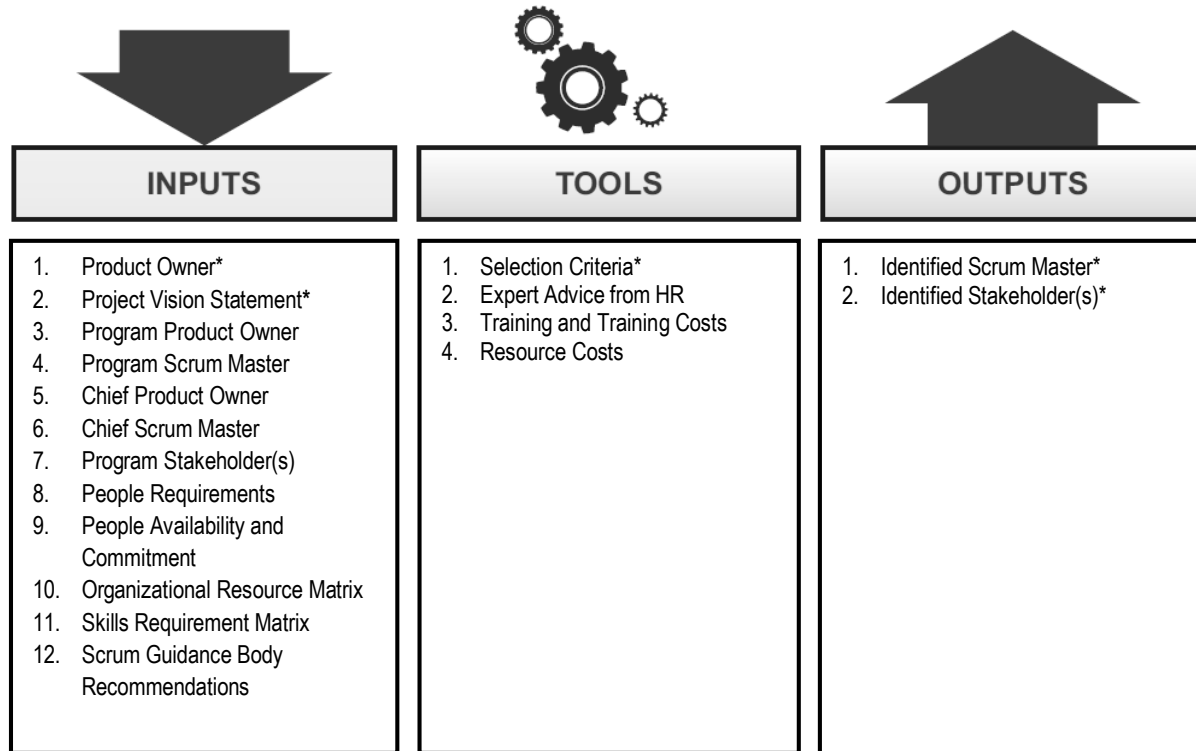 INPUTS
1. Product Owner*
2. Project Vision Statement*
3. Program Product Owner
4. Program Scrum Master
5. Chief Product Owner
6. Chief Scrum Master
7. Program Stakeholder(s)
8. People Requirements
9. People Availability and
Commitment
10. Organizational Resource Matrix
11. Skills Requirement Matrix
12. Scrum Guidance Body
Recommendations
TOOLS
1. Selection Criteria*
2. Expert Advice from HR
3. Training and Training Costs
4. Resource Costs
OUTPUTS
1. Identified Scrum Master*
2. Identified Stakeholder(s)*